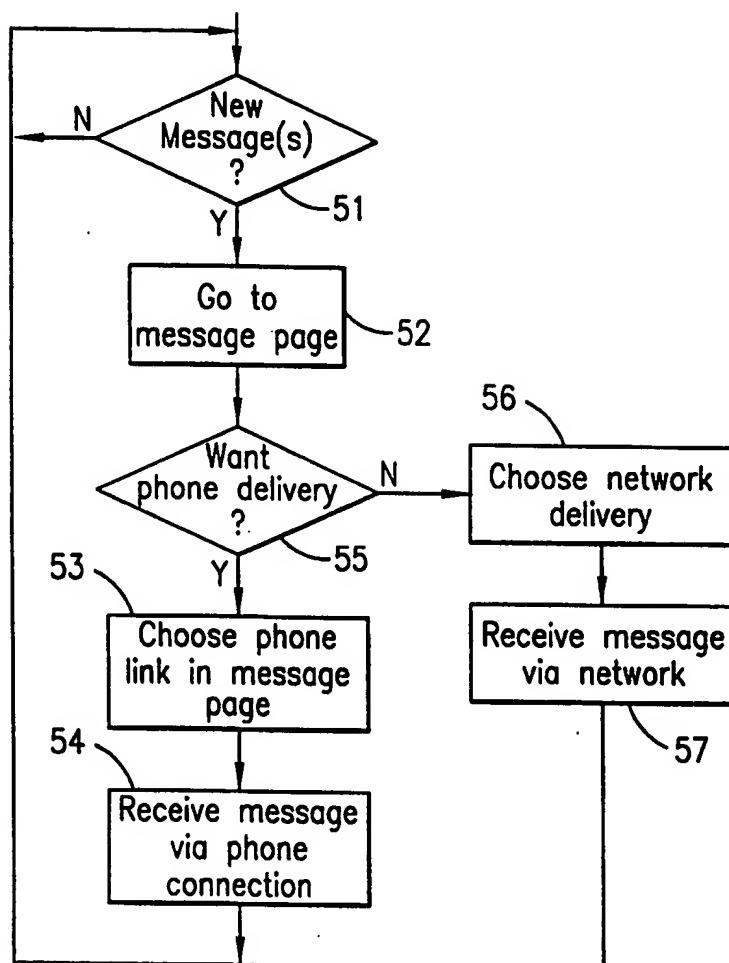 New
Message(s)
?
N
51
Y
Go to
message page
52
Want
phone delivery
?
N
55
Y
56
Choose network
delivery
53
Choose phone
link in message
page
Receive message
via network
57
54
Receive message
via phone
connection